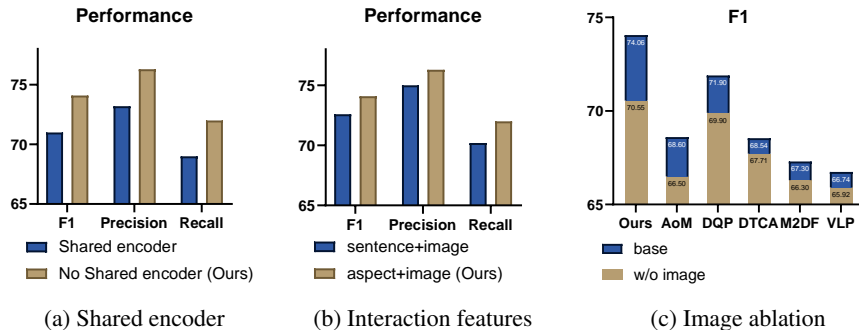 Performance
75
70
65
F1 Precision Recall
Shared encoder
No Shared encoder (Ours)
(a) Shared encoder
Performance
75
70
65
F1 Precision Recall
sentence+image
aspect+image (Ours)
(b) Interaction features
F1
75
70
65
74.06
70.55
68.60
66.50
71.90
69.90
68.54
67.71
67.30
66.30
66.74
65.92
Ours AoM DQP DTCA M2DF VLP
base
w/o image
(c) Image ablation